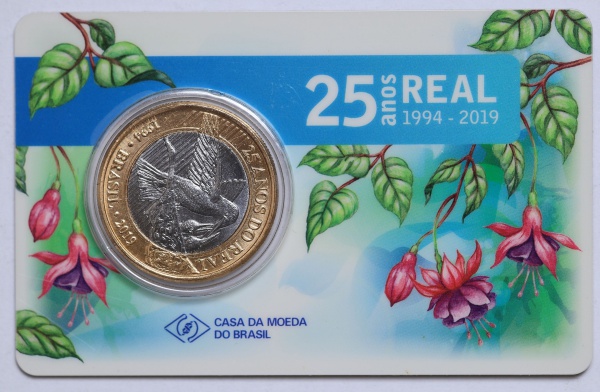 25 anos REAL
1994 - 2019
25 ANOS DO REAL
1994 • BRASIL • 2019
CASA DA MOEDA
DO BRASIL